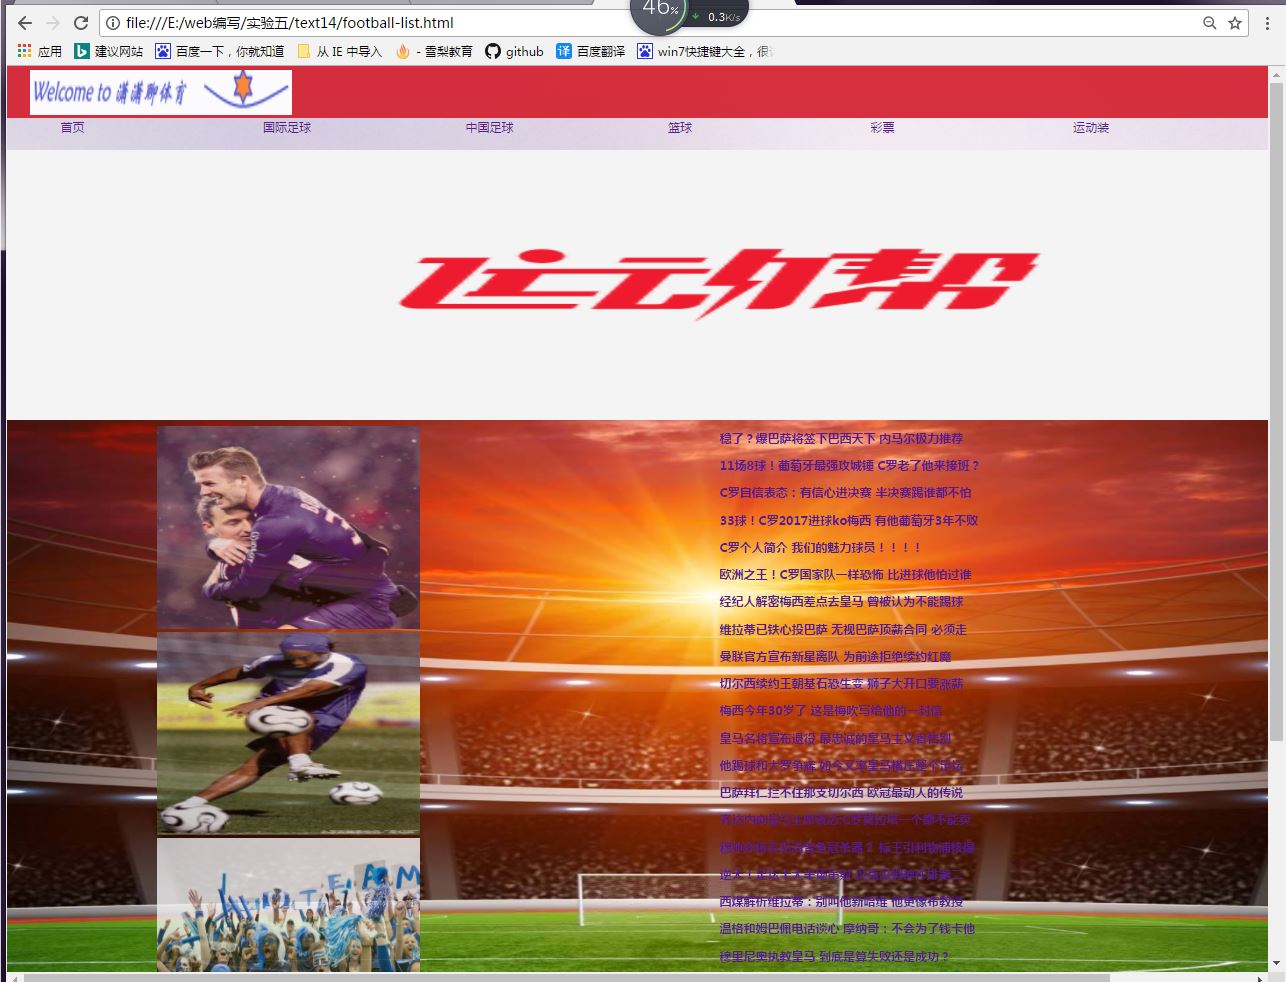 46%
0.3K/s
file:///E:/web编写/实验五/text14/football-list.html
应用 建议网站 百度一下，你就知道 从 IE 中导入 - 雪梨教育 github 百度翻译 win7快捷键大全，很
Welcome to 潇潇聊体育
首页 国际足球 中国足球 篮球 彩票 运动装
运动帮
稳了？爆巴萨将签下巴西天下 内马尔极力推荐
11场8球！葡萄牙最强攻城锤 C罗老了他来接班？
C罗自信表态：有信心进决赛 半决赛踢谁都不怕
33球！C罗2017进球ko梅西 有他葡萄牙3年不败
C罗个人简介 我们的魅力球员！！！！
欧洲之王！C罗国家队一样恐怖 比进球他怕过谁
经纪人解密梅西差点去皇马 曾被认为不能踢球
维拉蒂已铁心投巴萨 无视巴萨顶薪合同 必须走
曼联官方宣布新星离队 为前途拒绝续约红魔
切尔西续约王朝基石恐生变 狮子大开口要涨薪
梅西今年30岁了 这是梅吹写给他的一封信
皇马名将宣布退役 最忠诚的皇马主义者告别
他踢球和大罗争辉 如今又率皇马横压整个足坛
巴萨拜仁拦不住那支切尔西 欧冠最动人的传说
西媒解析维拉蒂：别叫他新哈维 他更像布教授
温格和姆巴佩电话谈心 摩纳哥：不会为了钱卡他
穆里尼奥执教皇马 到底是算失败还是成功？